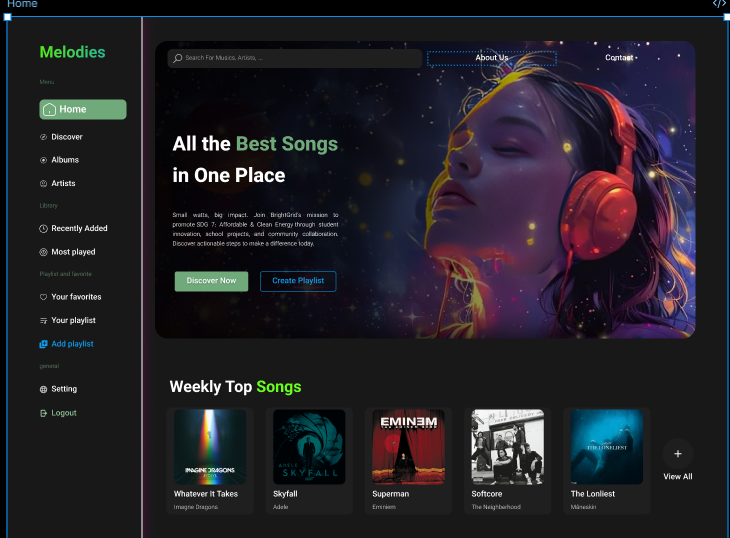 Home
Melodies
Menu
Home
Discover
Albums
Artists
Library
Recently Added
Most played
Playlist and favorite
Your favorites
Your playlist
Add playlist
general
Setting
Logout
Search For Musics, Artists, ...
About Us
Contact
All the Best Songs
in One Place
Small watts, big impact. Join BrightGrid's mission to
promote SDG 7: Affordable & Clean Energy through student
innovation, school projects, and community collaboration.
Discover actionable steps to make a difference today.
Discover Now
Create Playlist
Weekly Top Songs
IMAGINE DRAGONS
Whatever It Takes
Imagne Dragons
ADELE
SKYFALL
Skyfall
Adele
EMINEM
Superman
Eminiem
Softcore
The Neighborhood
THE LONELIEST
The Lonliest
Måneskin
+
View All